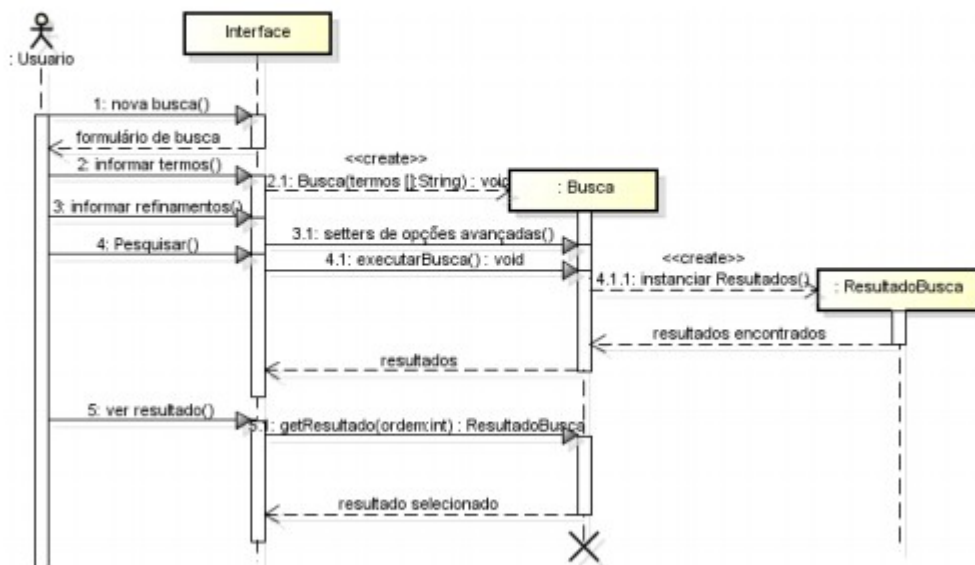 Interface
: Usuario
1: nova busca()
formulário de busca
2: informar termos()
<<create>>
2.1: Busca(termos []:String) : void
: Busca
3: informar refinamentos()
3.1: setters de opções avançadas()
4: Pesquisar()
4.1: executarBusca() : void
<<create>>
4.1.1: instanciar Resultados()
: ResultadoBusca
resultados encontrados
resultados
5: ver resultado()
5.1: getResultado(ordem:int) : ResultadoBusca
resultado selecionado